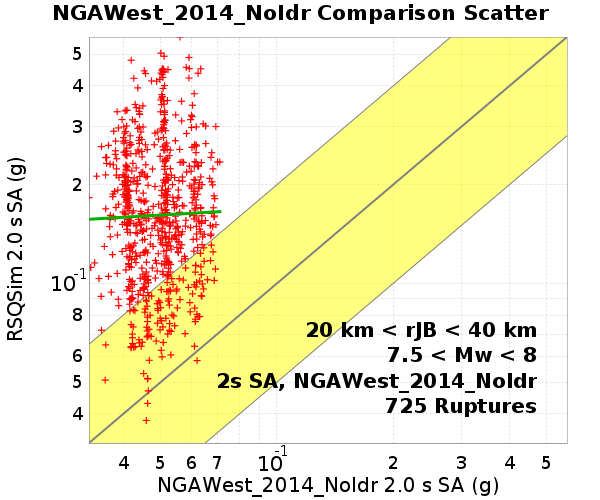 NGAWest_2014_NoIdr Comparison Scatter
RSQSim 2.0 s SA (g)
5
4
3
2
10^-1
8
7
6
5
4
20 km < rJB < 40 km
7.5 < Mw < 8
2s SA, NGAWest_2014_NoIdr
725 Ruptures
4 5 6 7 10^-1 2 3 4 5
NGAWest_2014_NoIdr 2.0 s SA (g)